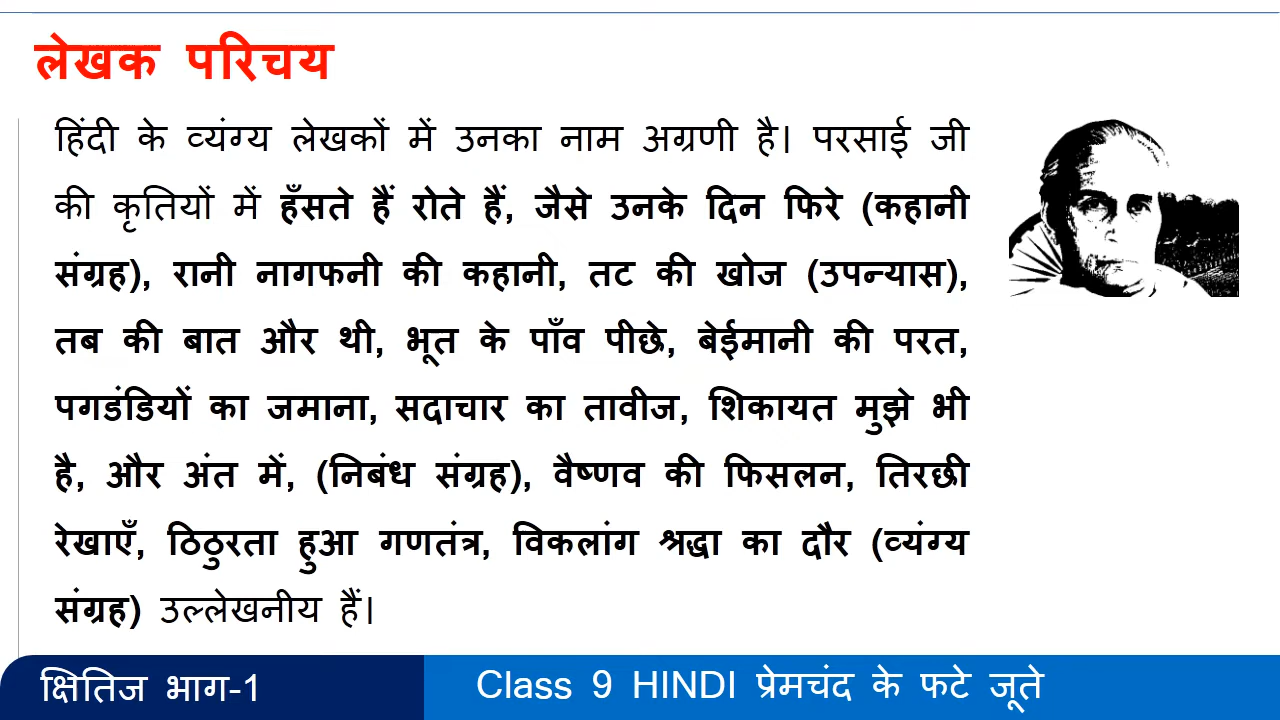 लेखक परिचय
हिंदी के व्यंग्य लेखकों में उनका नाम अग्रणी है। परसाई जी
की कृतियों में हँसते हैं रोते हैं, जैसे उनके दिन फिरे (कहानी
संग्रह), रानी नागफनी की कहानी, तट की खोज (उपन्यास),
तब की बात और थी, भूत के पाँव पीछे, बेईमानी की परत,
पगडंडियों का जमाना, सदाचार का तावीज, शिकायत मुझे भी
है, और अंत में, (निबंध संग्रह), वैष्णव की फिसलन, तिरछी
रेखाएँ, ठिठुरता हुआ गणतंत्र, विकलांग श्रद्धा का दौर (व्यंग्य
संग्रह) उल्लेखनीय हैं।
क्षितिज भाग-1
Class 9 HINDI प्रेमचंद के फटे जूते